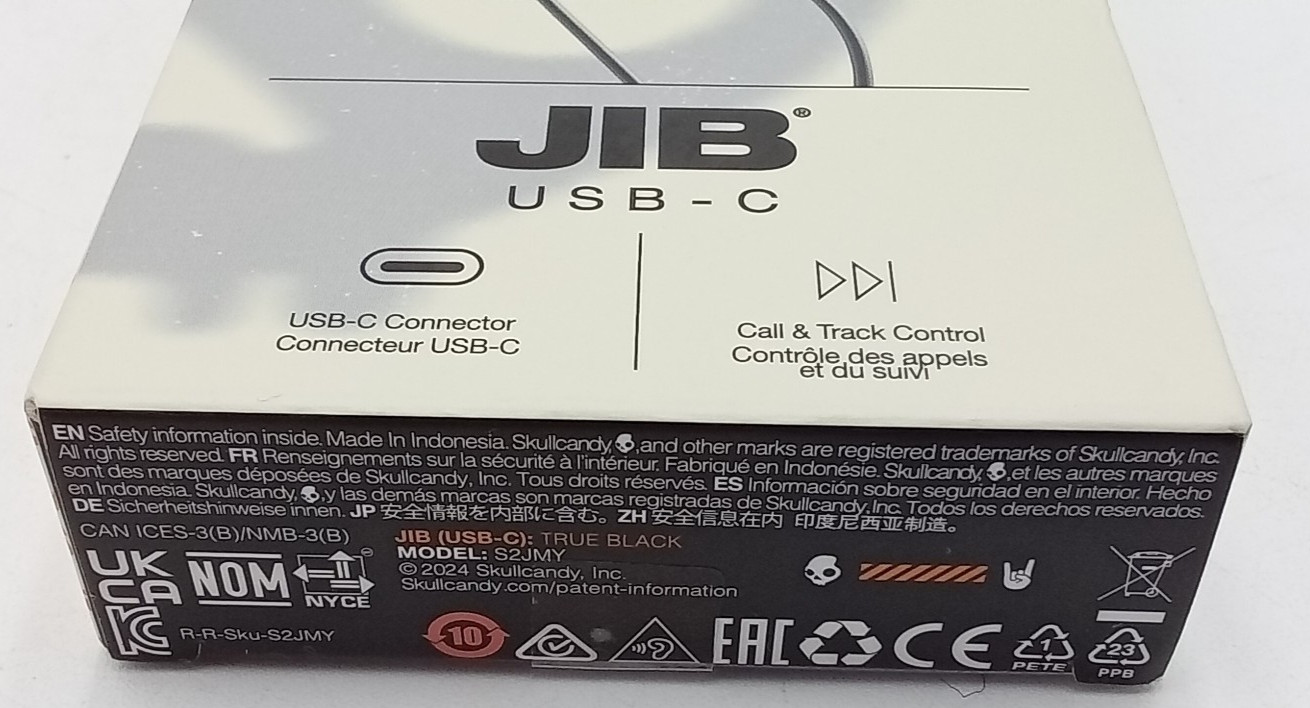 JIB®
USB-C
USB-C Connector
Connecteur USB-C
Call & Track Control
Contrôle des appels
et du suivi
EN Safety information inside. Made In Indonesia. Skullcandy, ,and other marks are registered trademarks of Skullcandy, Inc.
All rights reserved. FR Renseignements sur la sécurité à l'intérieur. Fabriqué en Indonésie. Skullcandy, ,et les autres marques
sont des marques déposées de Skullcandy, Inc. Tous droits réservés. ES Información sobre seguridad en el interior. Hecho
en Indonesia. Skullcandy, ,y las demás marcas son marcas registradas de Skullcandy, Inc. Todos los derechos reservados.
DE Sicherheitshinweise innen. JP 安全情報を内部に含む。 ZH 安全信息在内 印度尼西亚制造。
CAN ICES-3(B)/NMB-3(B)
JIB (USB-C): TRUE BLACK
MODEL: S2JMY
© 2024 Skullcandy, Inc.
Skullcandy.com/patent-information
UK
CA
NOM
NYCE
R-R-Sku-S2JMY
10
EAC
CE
1
PETE
23
PPB